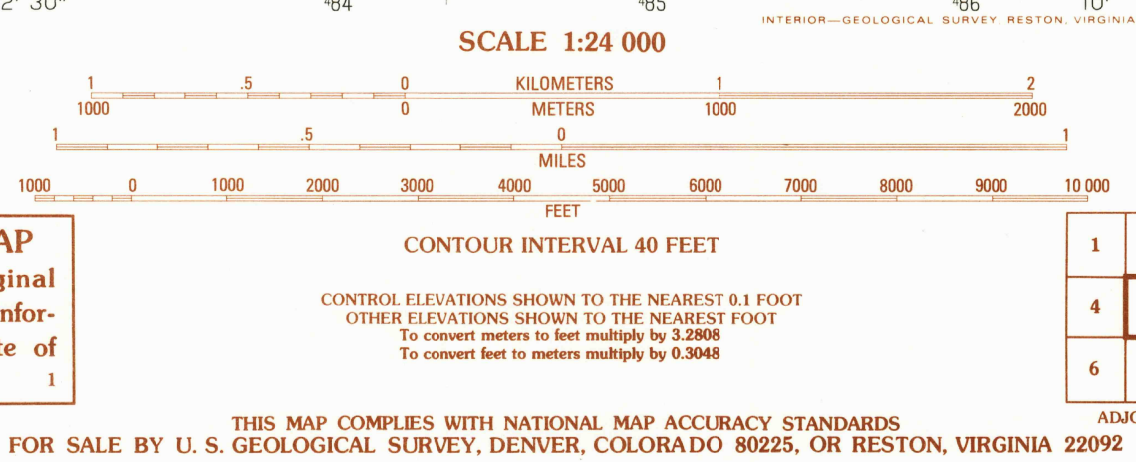 2' 30" ⁴84 ⁴85 ⁴86 10'
INTERIOR—GEOLOGICAL SURVEY, RESTON, VIRGINIA
SCALE 1:24 000
1 .5 0 KILOMETERS 1 2
1000 0 METERS 1000 2000
1 .5 0 1
MILES
1000 0 1000 2000 3000 4000 5000 6000 7000 8000 9000 10 000
FEET
AP
ginal
nfor-
te of
1
CONTOUR INTERVAL 40 FEET
CONTROL ELEVATIONS SHOWN TO THE NEAREST 0.1 FOOT
OTHER ELEVATIONS SHOWN TO THE NEAREST FOOT
To convert meters to feet multiply by 3.2808
To convert feet to meters multiply by 0.3048
1
4
6
ADJO
THIS MAP COMPLIES WITH NATIONAL MAP ACCURACY STANDARDS
FOR SALE BY U. S. GEOLOGICAL SURVEY, DENVER, COLORADO 80225, OR RESTON, VIRGINIA 22092